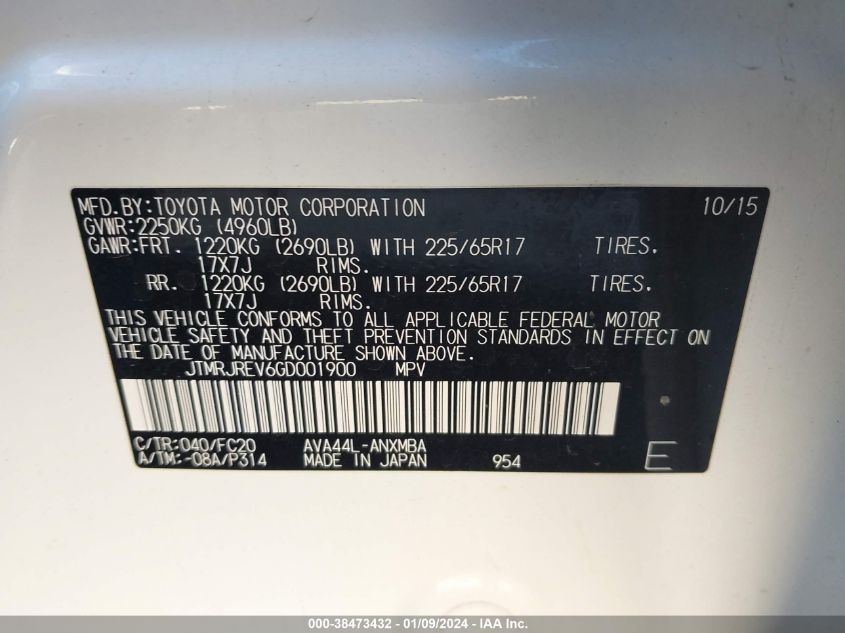 MFD.BY:TOYOTA MOTOR CORPORATION 10/15
GVWR:2250KG (4960LB)
GAWR:FRT. 1220KG (2690LB) WITH 225/65R17 TIRES.
17X7J RIMS.
RR. 1220KG (2690LB) WITH 225/65R17 TIRES.
17X7J RIMS.
THIS VEHICLE CONFORMS TO ALL APPLICABLE FEDERAL MOTOR
VEHICLE SAFETY AND THEFT PREVENTION STANDARDS IN EFFECT ON
THE DATE OF MANUFACTURE SHOWN ABOVE.
JTMRJREV6GD001900 MPV
C/TR:040/FC20 AVA44L-ANXMBA
A/TM:-08A/P314 MADE IN JAPAN 954 E
000-38473432 - 01/09/2024 - IAA Inc.